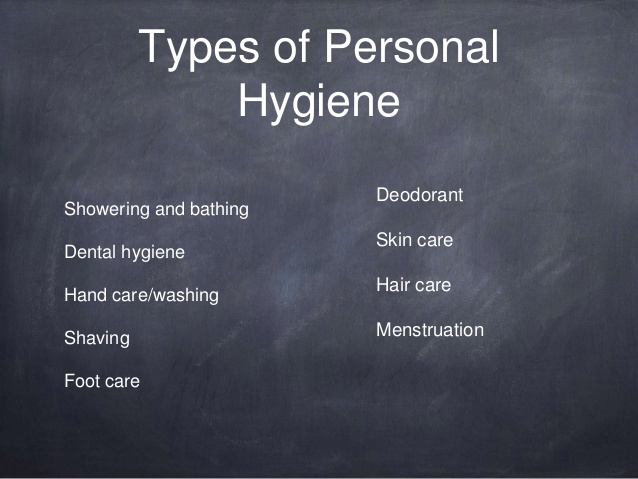 Types of Personal
Hygiene
Showering and bathing
Dental hygiene
Hand care/washing
Shaving
Foot care
Deodorant
Skin care
Hair care
Menstruation